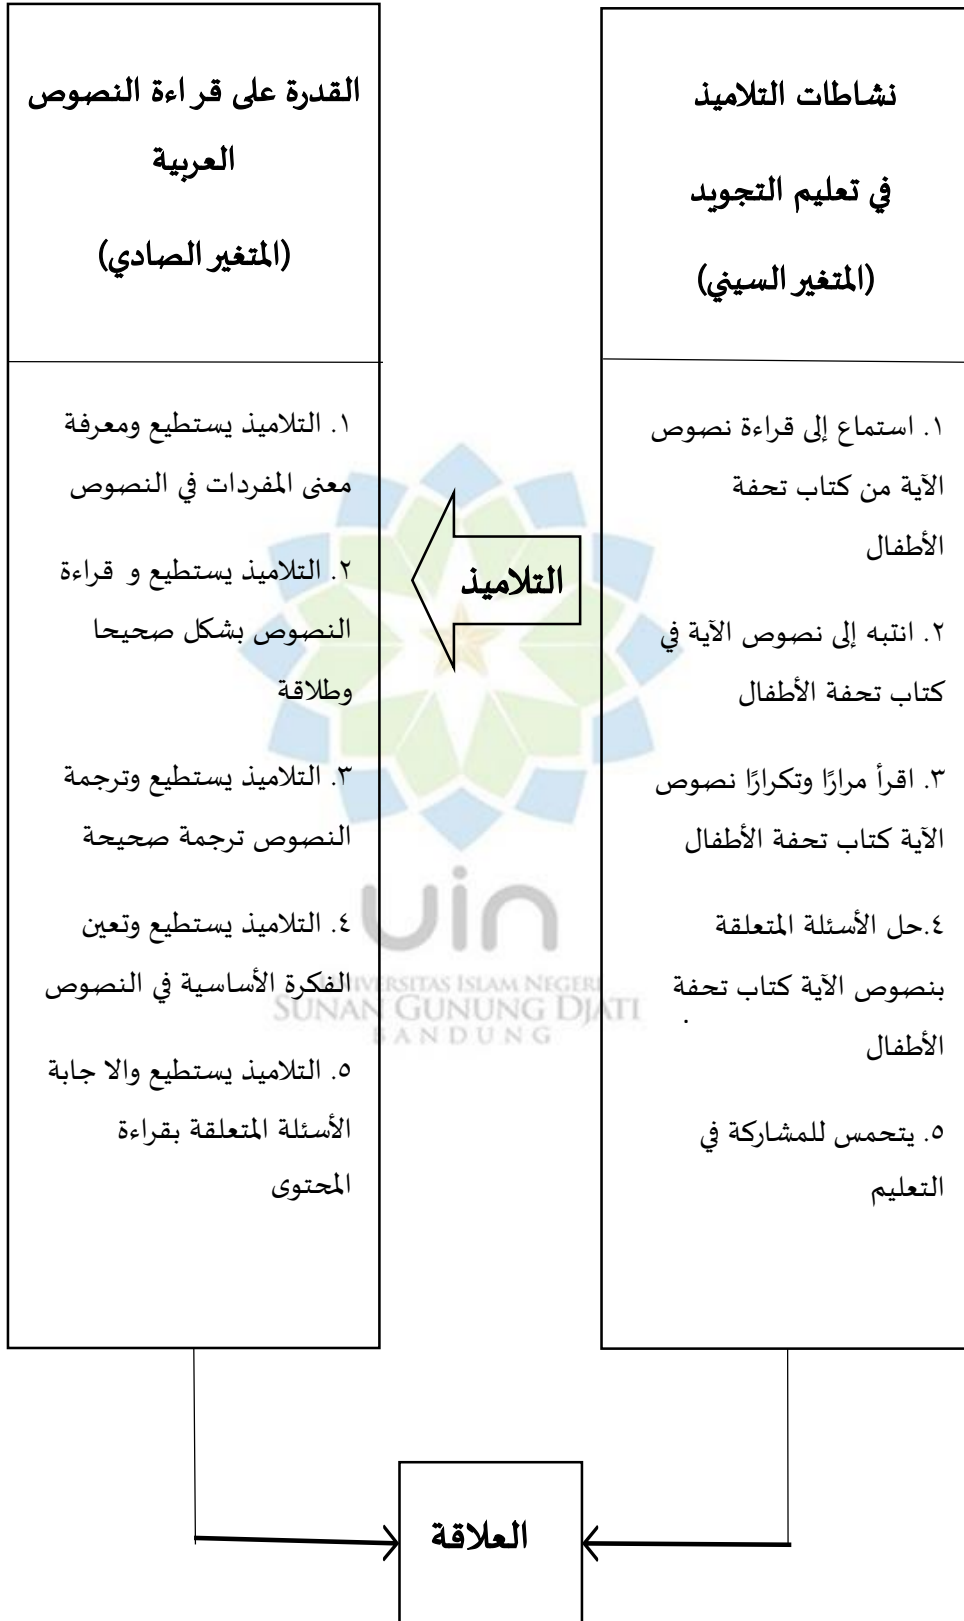 نشاطات التلاميذ
في تعليم التجويد
(المتغير السيني)
١. استماع إلى قراءة نصوص
الآية من كتاب تحفة
الأطفال
٢. انتبه إلى نصوص الآية في
كتاب تحفة الأطفال
٣. اقرأ مرارًا وتكرارًا نصوص
الآية كتاب تحفة الأطفال
٤.حل الأسئلة المتعلقة
بنصوص الآية كتاب تحفة
الأطفال
٥. يتحمس للمشاركة في
التعليم
التلاميذ
القدرة على قراءة النصوص
العربية
(المتغير الصادي)
١. التلاميذ يستطيع ومعرفة
معنى المفردات في النصوص
٢. التلاميذ يستطيع و قراءة
النصوص بشكل صحيحا
وطلاقة
٣. التلاميذ يستطيع وترجمة
النصوص ترجمة صحيحة
٤. التلاميذ يستطيع وتعين
الفكرة الأساسية في النصوص
٥. التلاميذ يستطيع والا جابة
الأسئلة المتعلقة بقراءة
المحتوى
العلاقة
uin
UNIVERSITAS ISLAM NEGERI
SUNAN GUNUNG DJATI
BANDUNG